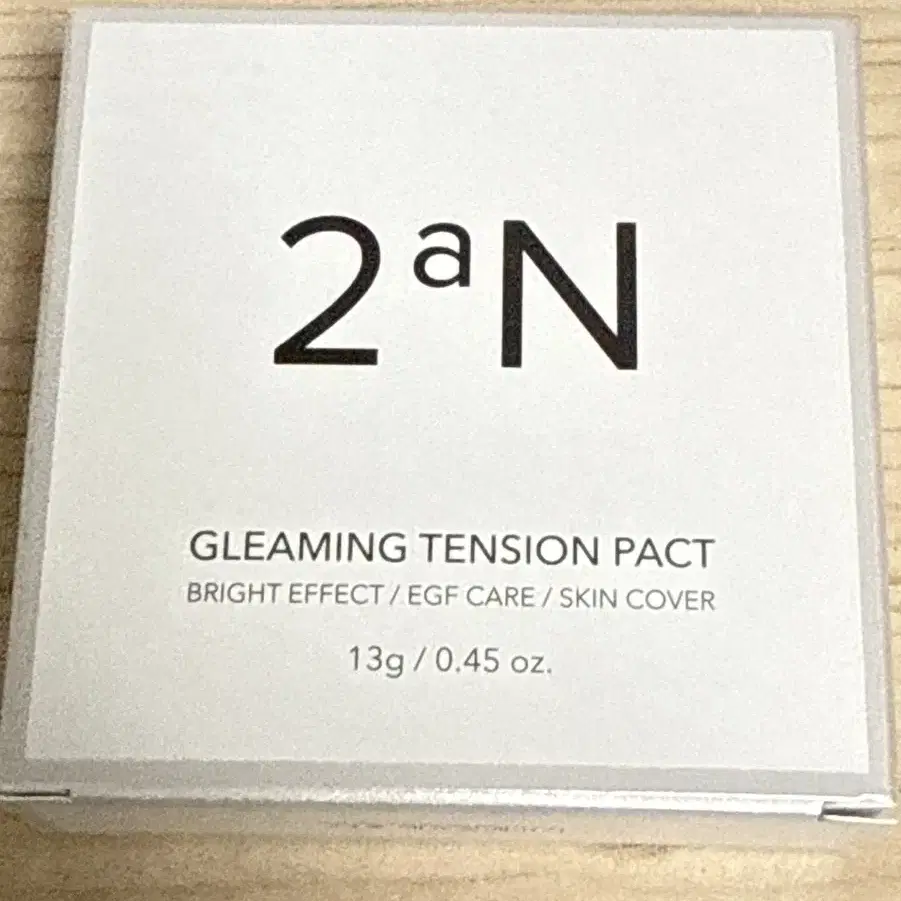 2aN
GLEAMING TENSION PACT
BRIGHT EFFECT / EGF CARE / SKIN COVER
13g / 0.45 oz.